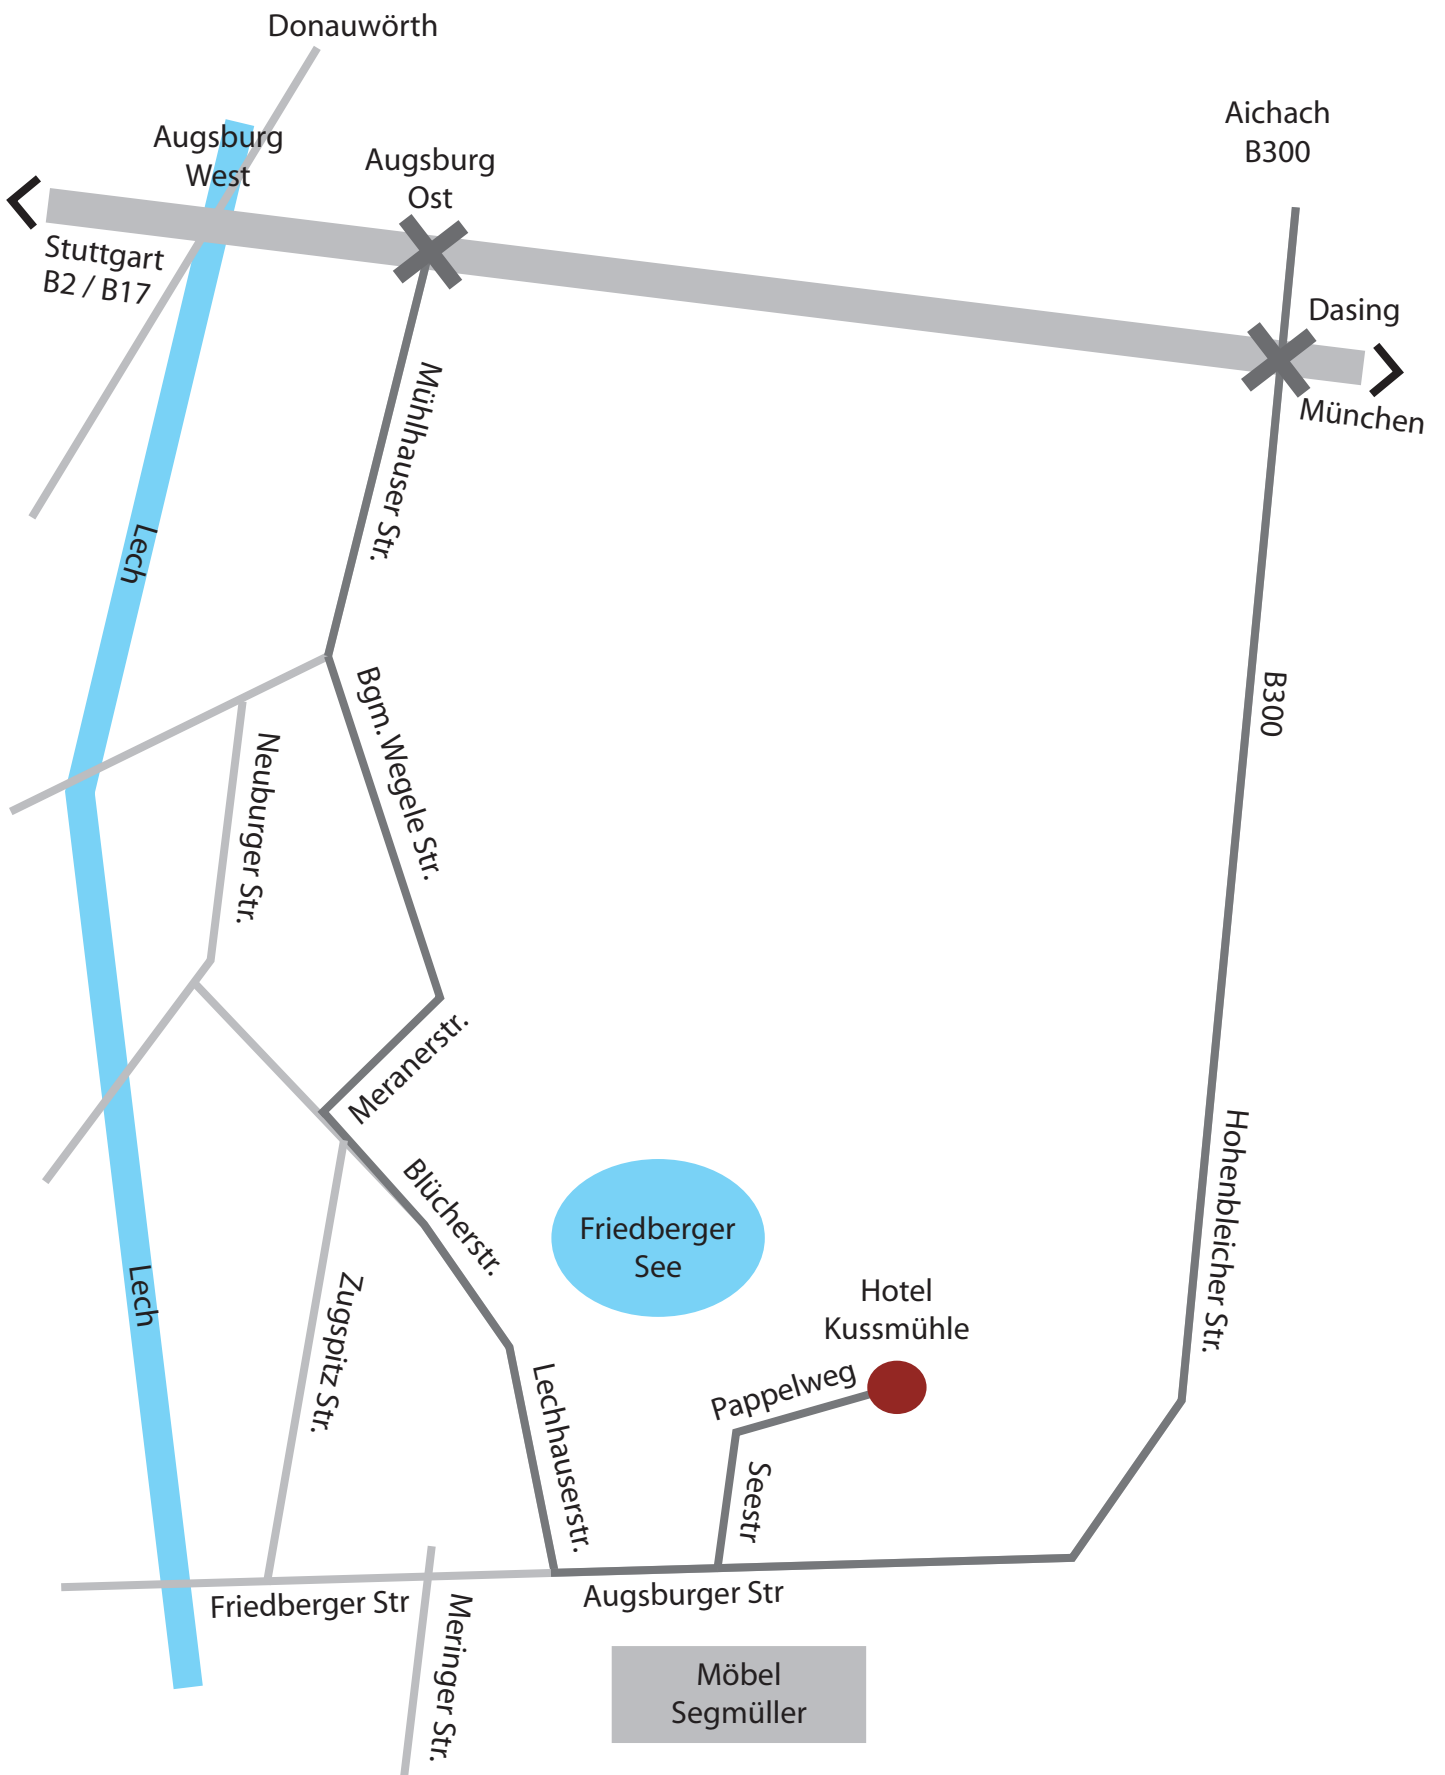 Donauwörth
Aichach
B300
Augsburg
West
Augsburg
Ost
Stuttgart
B2 / B17
Dasing
München
Mühlhauser Str.
Lech
Bgm. Wegele Str.
B300
Neuburger Str.
Meranerstr.
Blücherstr.
Hohenbleicher Str.
Friedberger
See
Lech
Zugspitz Str.
Hotel
Kussmühle
Pappelweg
Lechhauserstr.
Seestr
Friedberger Str
Augsburger Str
Meringer Str.
Möbel
Segmüller